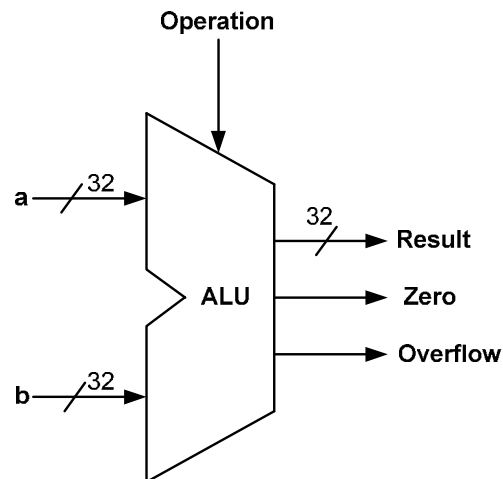 Operation
a
32
32
Result
ALU
Zero
Overflow
b
32